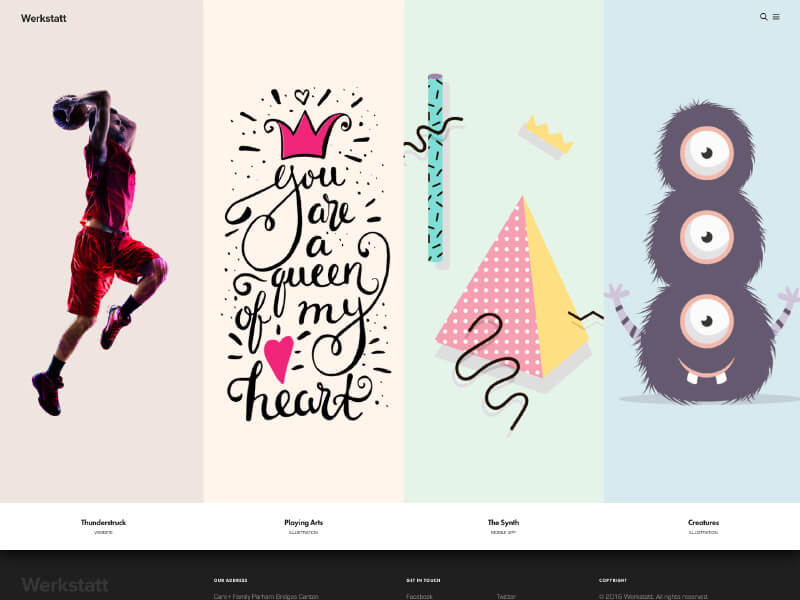 Werkstatt
you
are
a
queen
of my
heart
Thunderstruck
WEBSITE
Playing Arts
ILLUSTRATION
The Synth
MOBILE APP
Creatures
ILLUSTRATION
Werkstatt
OUR ADDRESS
Care+ Family Parham Bridges Canton
GET IN TOUCH
Facebook
Twitter
COPYRIGHT
© 2016 Werkstatt. All rights reserved.